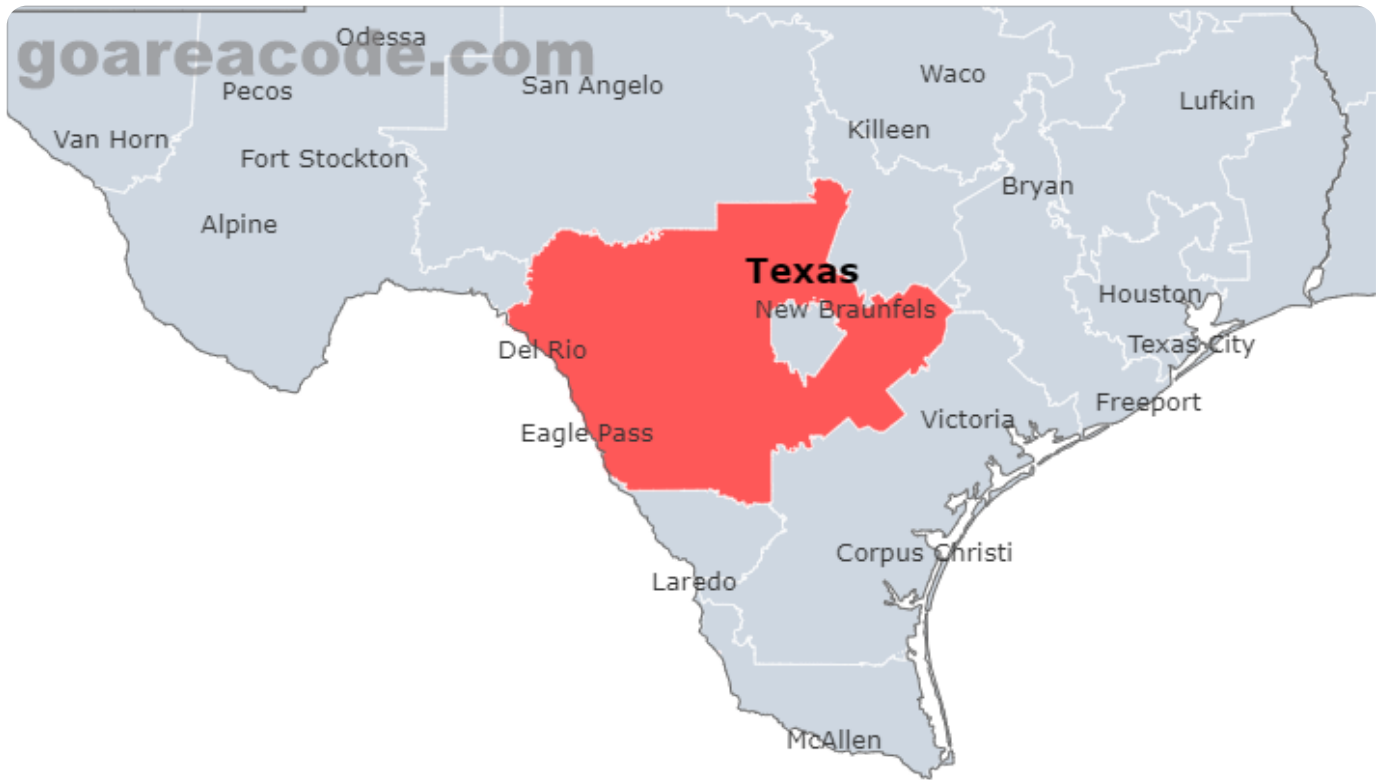 goareacode.com
Odessa
San Angelo
Waco
Pecos
Lufkin
Killeen
Van Horn
Fort Stockton
Bryan
Alpine
Texas
Houston
New Braunfels
Texas City
Del Rio
Freeport
Victoria
Eagle Pass
Corpus Christi
Laredo
McAllen